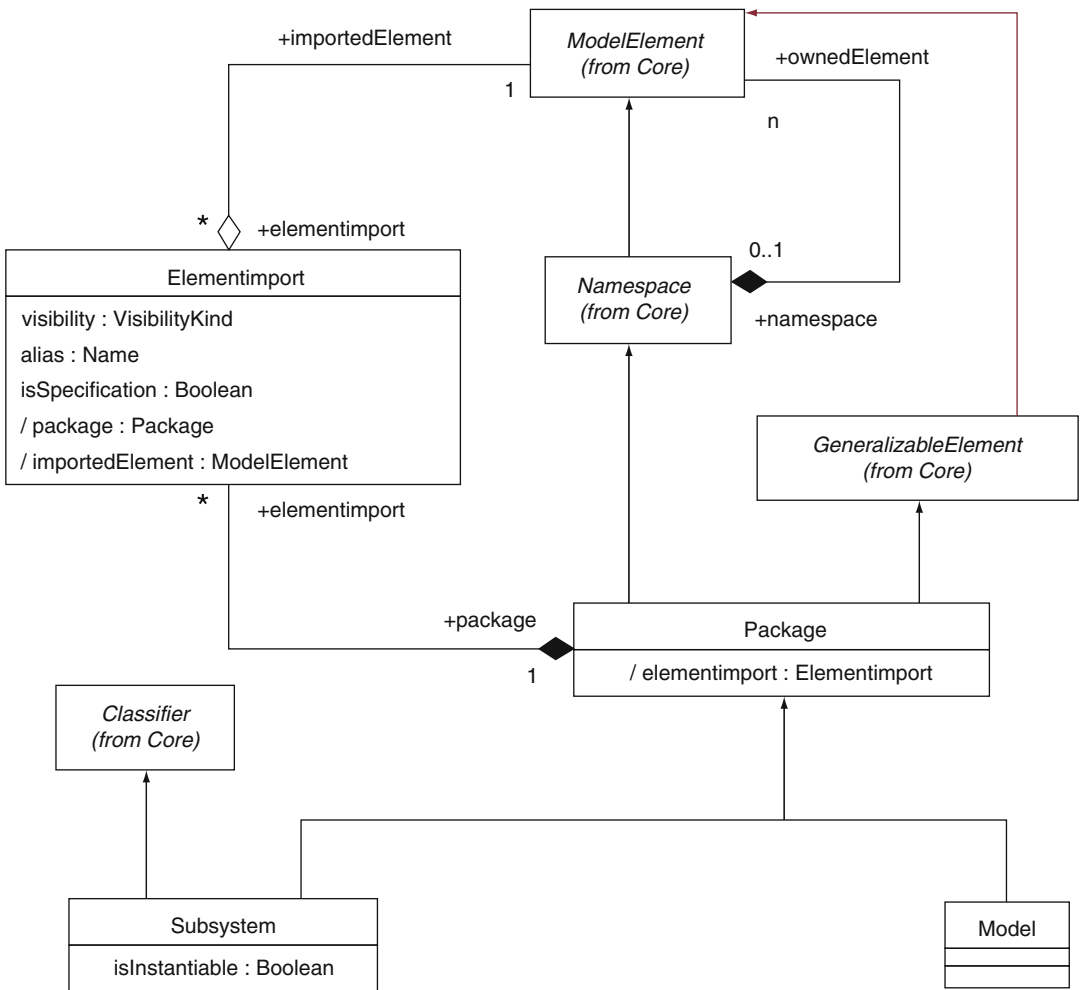 +importedElement
ModelElement
(from Core)
+ownedElement
1
n
*
+elementimport
0..1
Elementimport
Namespace
(from Core)
+namespace
visibility : VisibilityKind
alias : Name
isSpecification : Boolean
/ package : Package
/ importedElement : ModelElement
GeneralizableElement
(from Core)
*
+elementimport
+package
Package
1
/ elementimport : Elementimport
Classifier
(from Core)
Subsystem
Model
isInstantiable : Boolean